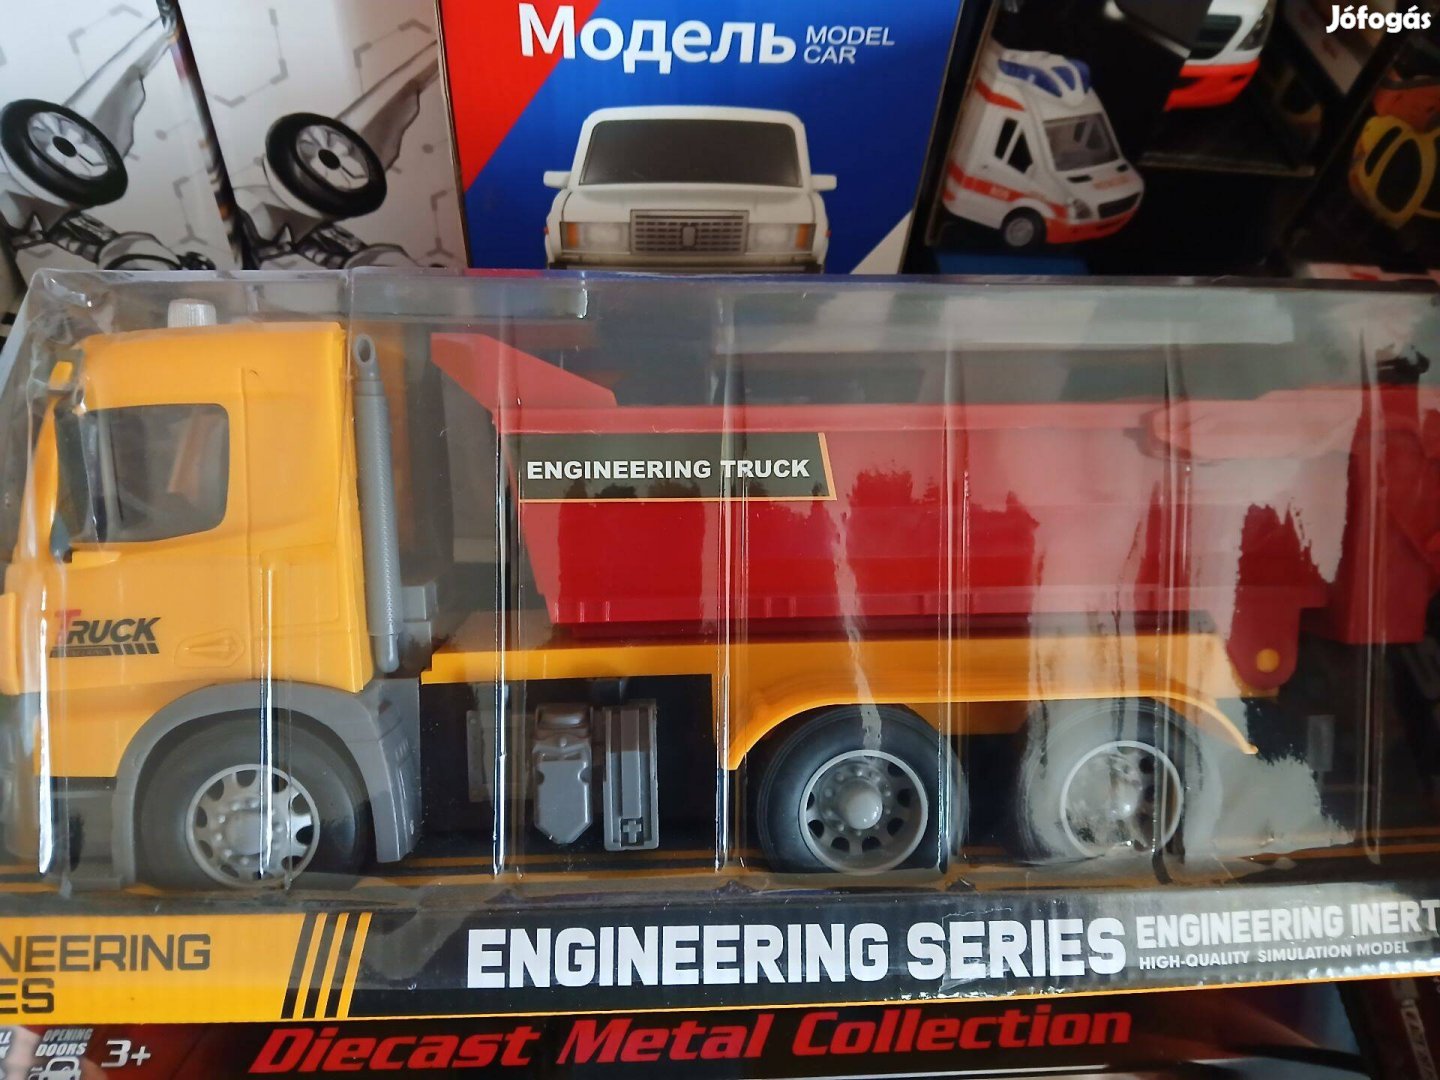 Jófogás
Модель MODEL
CAR
ENGINEERING TRUCK
TRUCK
NEERING
ES
ENGINEERING SERIES
ENGINEERING INERT
HIGH-QUALITY SIMULATION MODEL
OPENING
DOORS
3+
Diecast Metal Collection